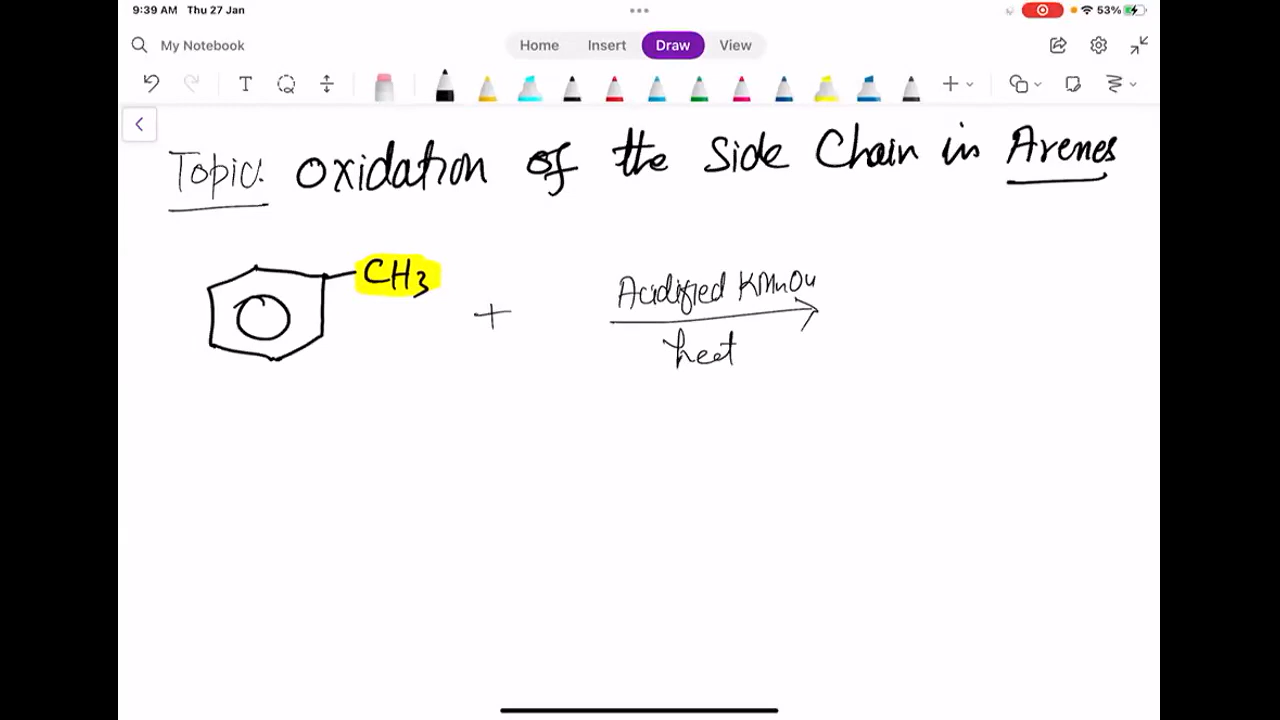 9:39 AM Thu 27 Jan
53%
My Notebook
Home Insert Draw View
T
Topic: Oxidation of the Side Chain in Arenes
CH3
+
Acidified KMnO4
heat